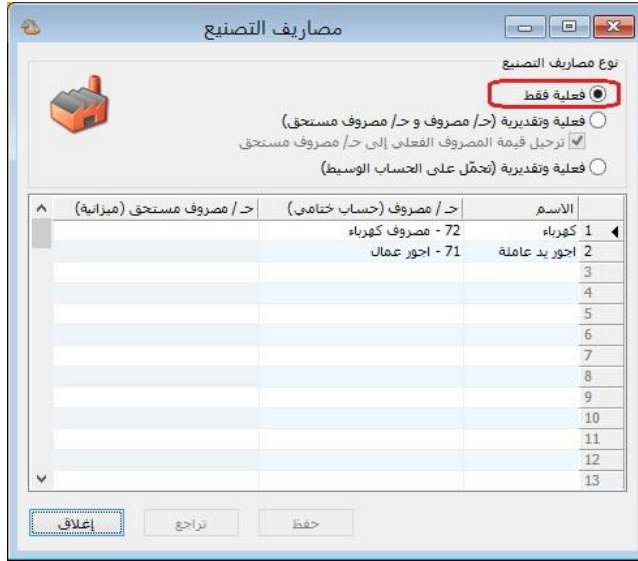 مصاريف التصنيع
نوع مصاريف التصنيع
فعلية فقط
فعلية وتقديرية (حـ/ مصروف و حـ/ مصروف مستحق)
ترحيل قيمة المصروف الفعلي إلى حـ/ مصروف مستحق
فعلية وتقديرية (تحمّل على الحساب الوسيط)
الاسم حـ / مصروف (حساب ختامي) حـ / مصروف مستحق (ميزانية)
1 كهرباء 72 - مصروف كهرباء
2 اجور يد عاملة 71 - اجور عمال
3
4
5
6
7
8
9
10
11
12
13
حفظ تراجع إغلاق